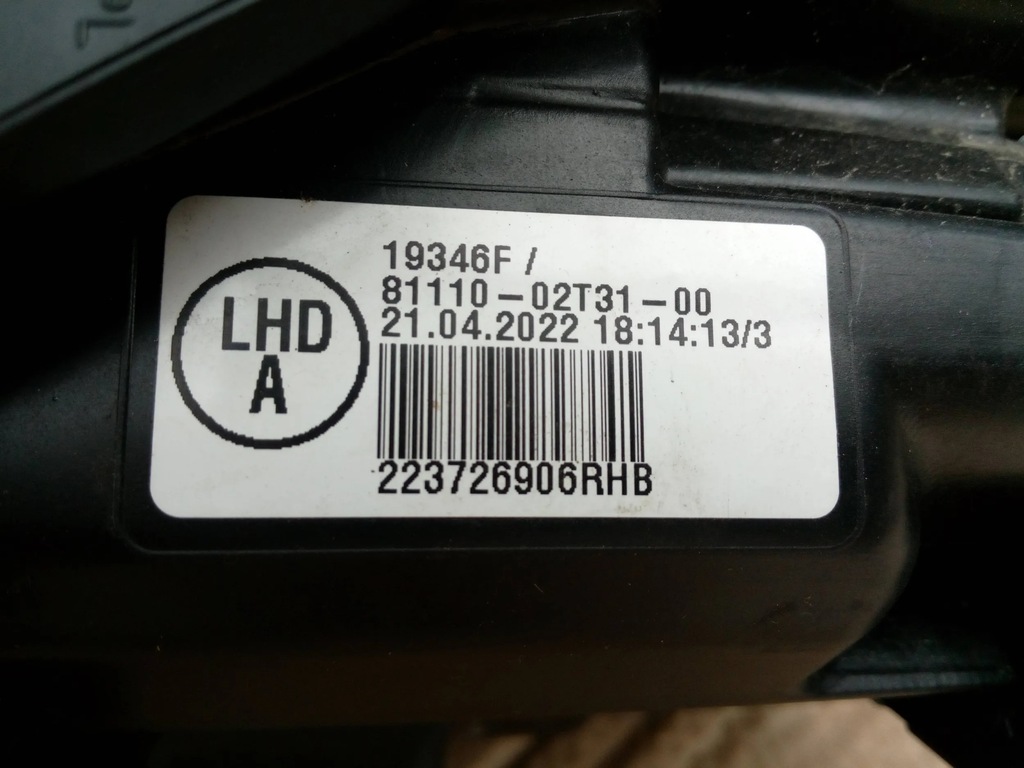 LHD
A
19346F /
81110-02T31-00
21.04.2022 18:14:13/3
223726906RHB